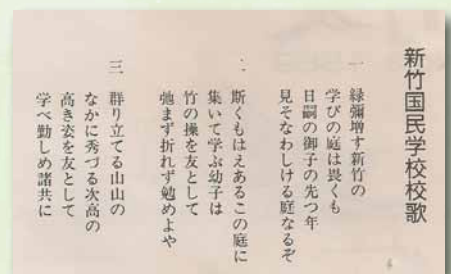 新竹国民学校校歌
一 緑彌増す新竹の
学びの庭は畏くも
日嗣の御子の先つ年
見そなわしける庭なるぞ
二 斯くもはえあるこの庭に
集いて学ぶ幼子は
竹の操を友として
弛まず折れず勉めよや
三 群り立てる山山の
なかに秀づる次高の
高き姿を友として
学べ勤しめ諸共に